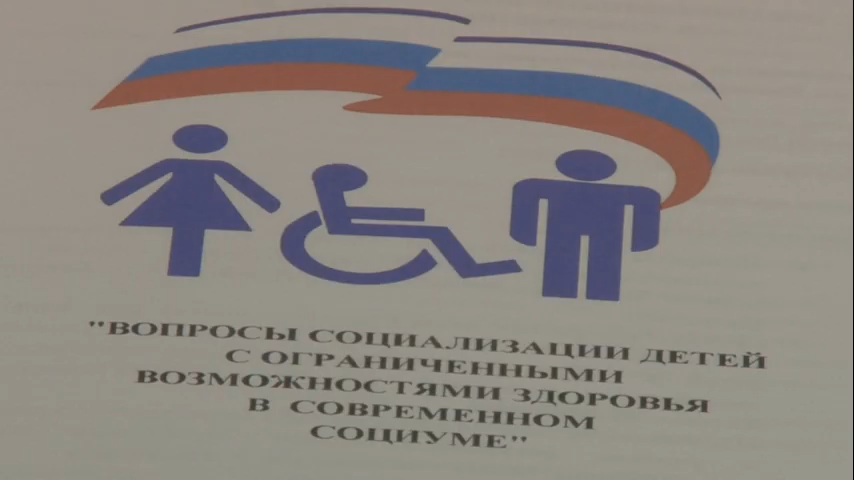 "ВОПРОСЫ СОЦИАЛИЗАЦИИ ДЕТЕЙ
С ОГРАНИЧЕННЫМИ
ВОЗМОЖНОСТЯМИ ЗДОРОВЬЯ
В СОВРЕМЕННОМ
СОЦИУМЕ"